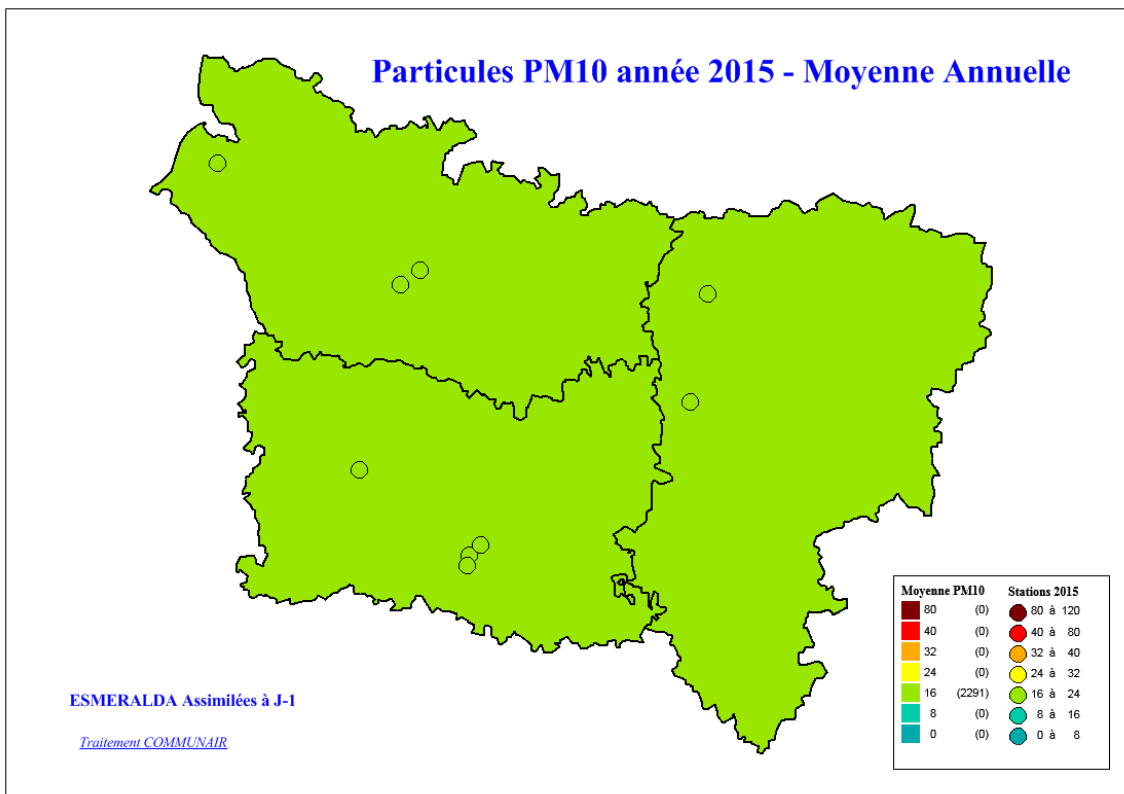 Particules PM10 année 2015 - Moyenne Annuelle
ESMERALDA Assimilées à J-1
Traitement COMMUNAIR
Moyenne PM10 Stations 2015
80 (0) 80 à 120
40 (0) 40 à 80
32 (0) 32 à 40
24 (0) 24 à 32
16 (2291) 16 à 24
8 (0) 8 à 16
0 (0) 0 à 8